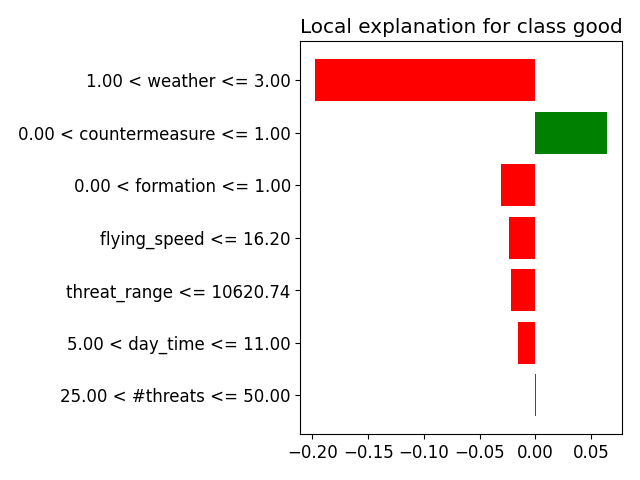 Local explanation for class good
1.00 < weather <= 3.00
0.00 < countermeasure <= 1.00
0.00 < formation <= 1.00
flying_speed <= 16.20
threat_range <= 10620.74
5.00 < day_time <= 11.00
25.00 < #threats <= 50.00
−0.20 −0.15 −0.10 −0.05 0.00 0.05